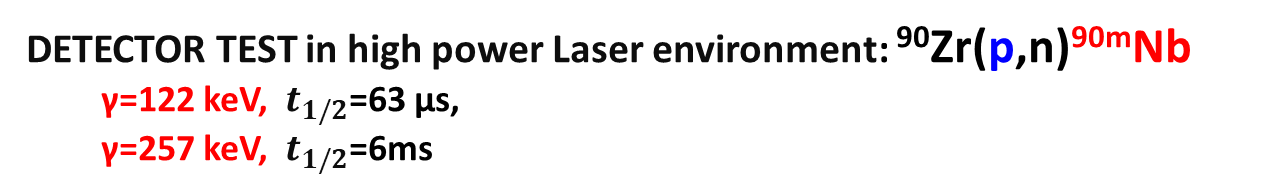 DETECTOR TEST in high power Laser environment: ⁹⁰Zr(p,n)⁹⁰ᵐNb
γ=122 keV, t₁/₂=63 µs,
γ=257 keV, t₁/₂=6ms